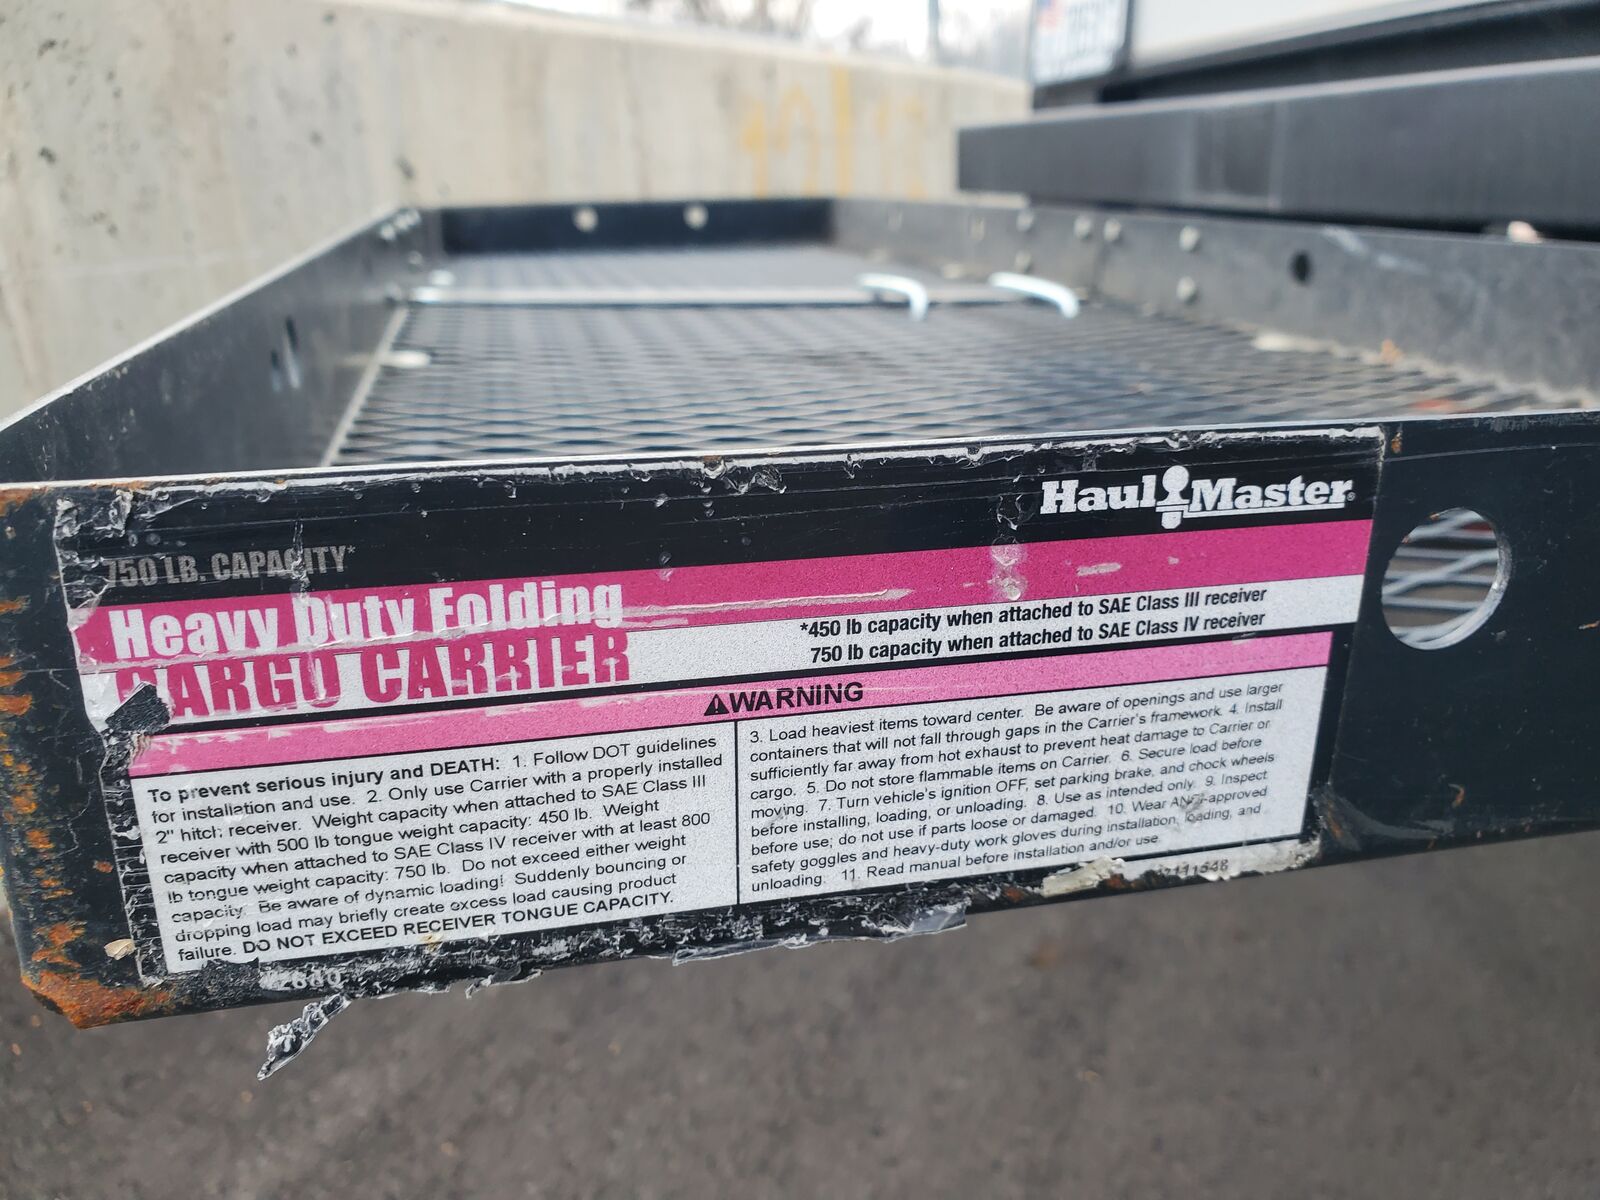 Haul Master®
750 LB. CAPACITY*
Heavy Duty Folding
CARGO CARRIER
*450 lb capacity when attached to SAE Class III receiver
750 lb capacity when attached to SAE Class IV receiver
⚠WARNING
To prevent serious injury and DEATH: 1. Follow DOT guidelines
for installation and use. 2. Only use Carrier with a properly installed
2" hitch receiver. Weight capacity when attached to SAE Class III
receiver with 500 lb tongue weight capacity: 450 lb. Weight
capacity when attached to SAE Class IV receiver with at least 800
lb tongue weight capacity: 750 lb. Do not exceed either weight
capacity. Be aware of dynamic loading! Suddenly bouncing or
dropping load may briefly create excess load causing product
failure. DO NOT EXCEED RECEIVER TONGUE CAPACITY.
3. Load heaviest items toward center. Be aware of openings and use larger
containers that will not fall through gaps in the Carrier's framework. 4. Install
sufficiently far away from hot exhaust to prevent heat damage to Carrier or
cargo. 5. Do not store flammable items on Carrier. 6. Secure load before
moving. 7. Turn vehicle's ignition OFF, set parking brake, and chock wheels
before installing, loading, or unloading. 8. Use as intended only. 9. Inspect
before use; do not use if parts loose or damaged. 10. Wear ANSI-approved
safety goggles and heavy-duty work gloves during installation, loading, and
unloading. 11. Read manual before installation and/or use.